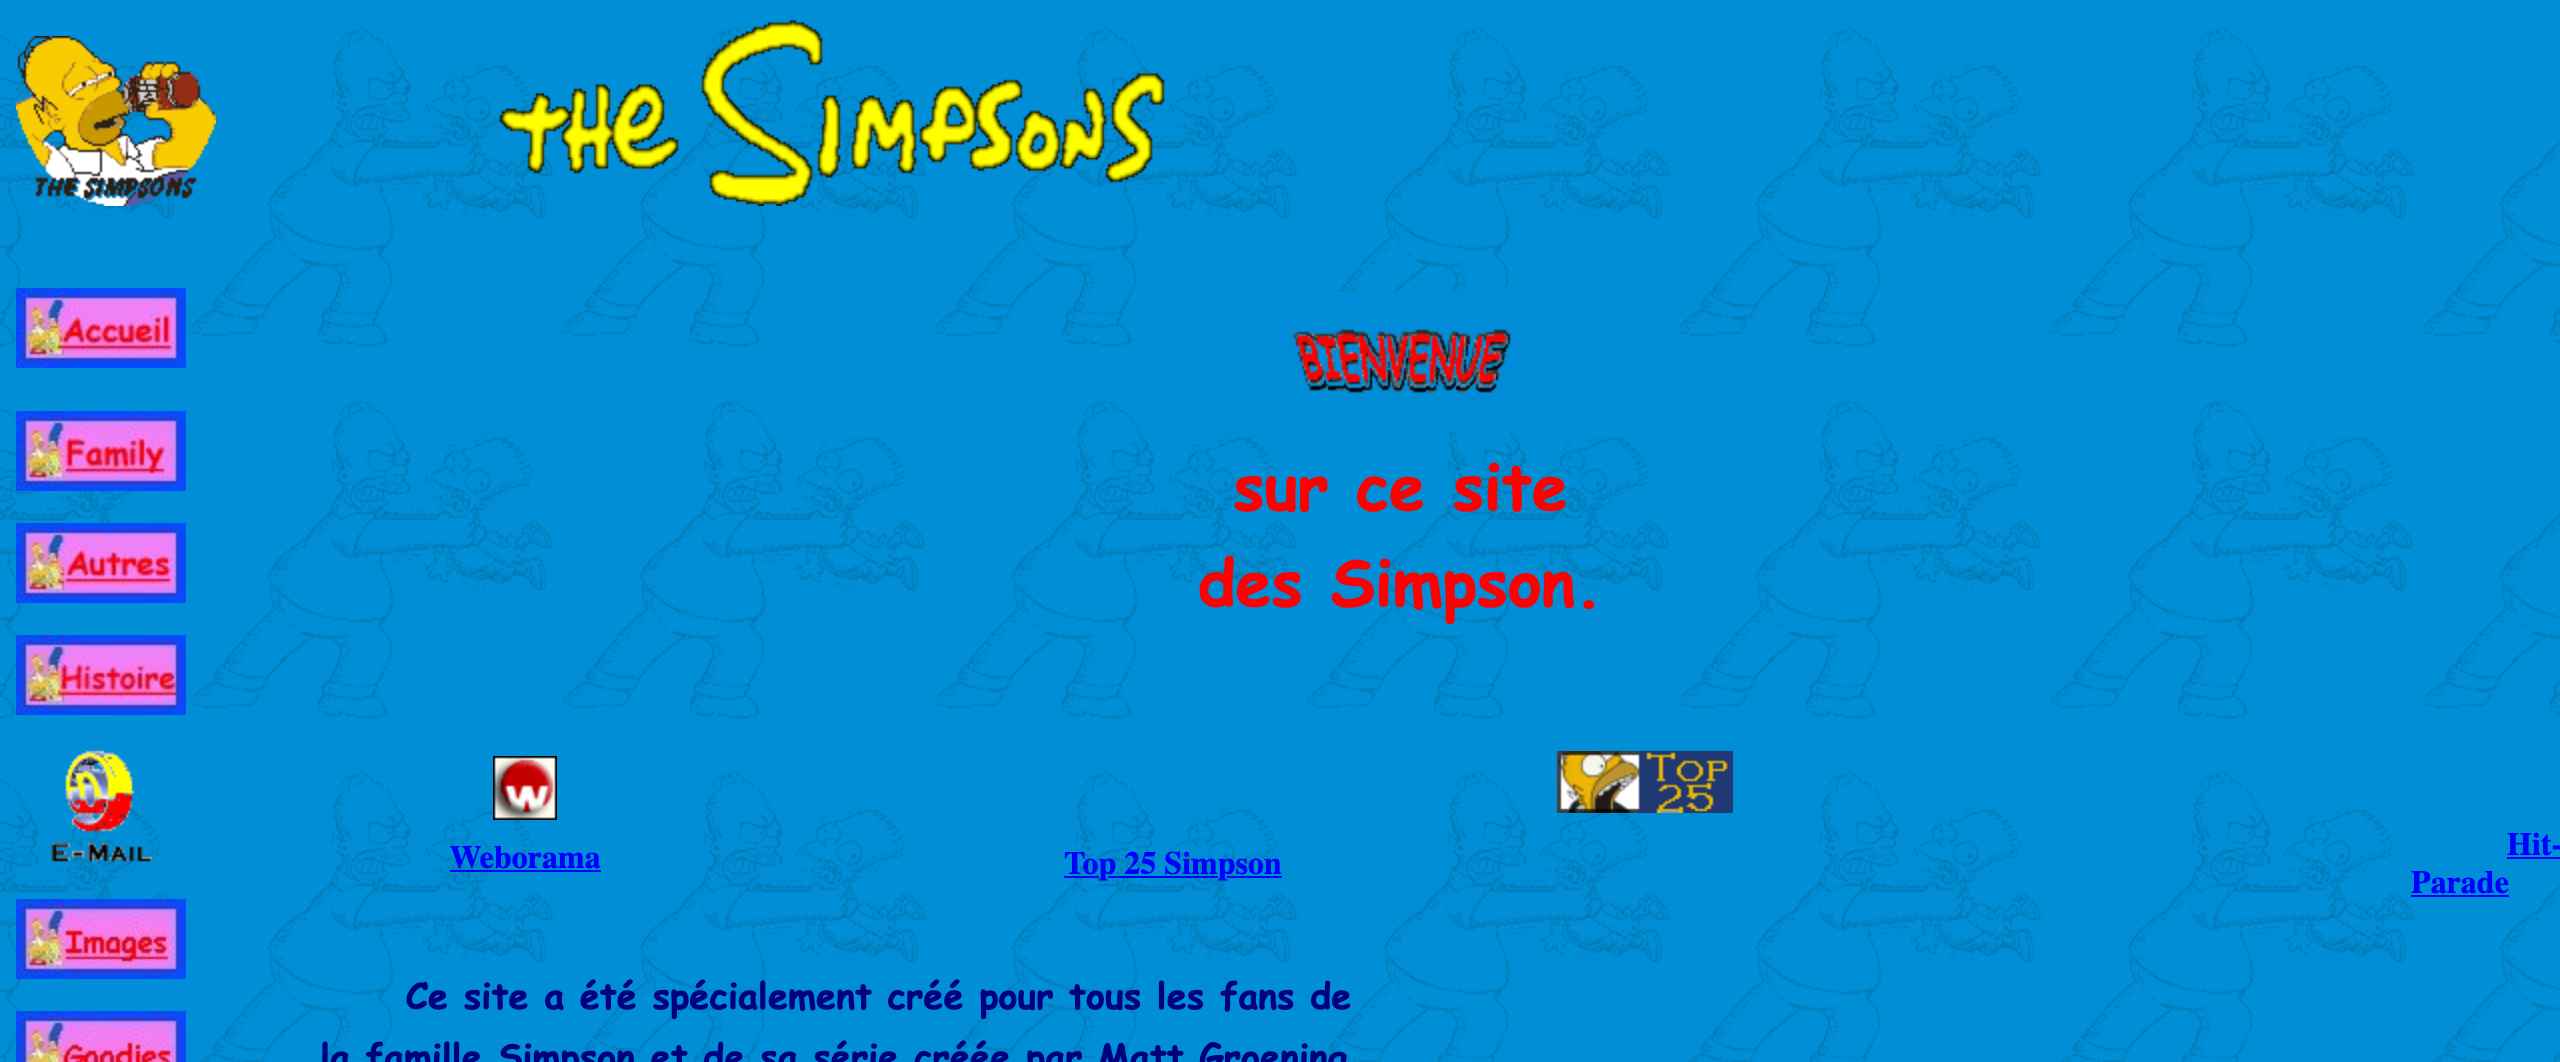 THE SIMPSONS
the Simpsons
Accueil
BIENVENUE
Family
sur ce site
Autres
des Simpson.
Histoire
E-Mail
W
Top
25
Weborama
Top 25 Simpson
Hit-
Parade
Images
Ce site a été spécialement créé pour tous les fans de
Goodies
la famille Simpson et de sa série créée par Matt Groening